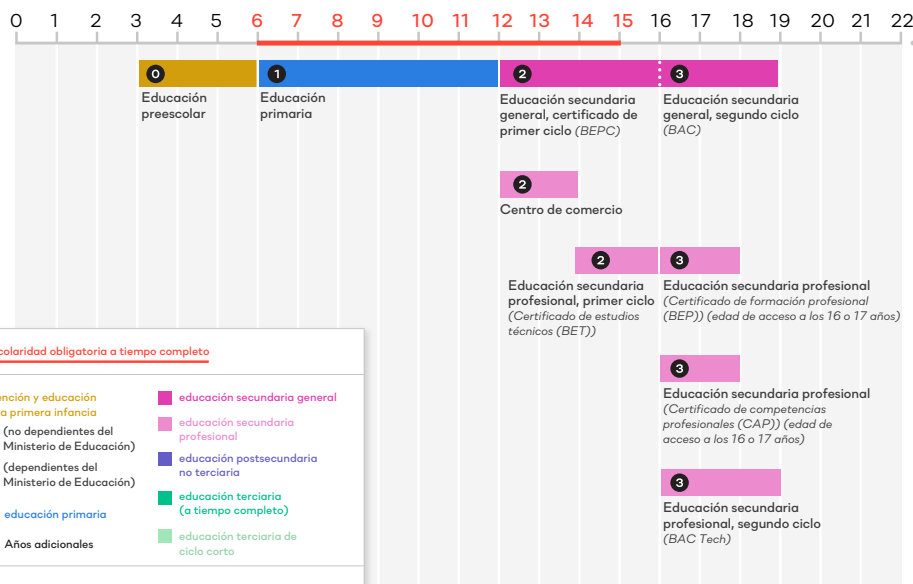 0 1 2 3 4 5 6 7 8 9 10 11 12 13 14 15 16 17 18 19 20 21 22
0 1 2 3
Educación
preescolar
Educación
primaria
Educación secundaria
general, certificado de
primer ciclo (BEPC)
Educación secundaria
general, segundo ciclo
(BAC)
2
Centro de comercio
2 3
Educación secundaria
profesional, primer ciclo
(Certificado de estudios
técnicos (BET))
Educación secundaria profesional
(Certificado de formación profesional
(BEP)) (edad de acceso a los 16 o 17 años)
3
Educación secundaria profesional
(Certificado de competencias
profesionales (CAP)) (edad de
acceso a los 16 o 17 años)
3
Educación secundaria
profesional, segundo ciclo
(BAC Tech)
colaridad obligatoria a tiempo completo
ención y educación
a primera infancia
(no dependientes del
Ministerio de Educación)
(dependientes del
Ministerio de Educación)
educación primaria
Años adicionales
educación secundaria general
educación secundaria
profesional
educación postsecundaria
no terciaria
educación terciaria
(a tiempo completo)
educación terciaria de
ciclo corto